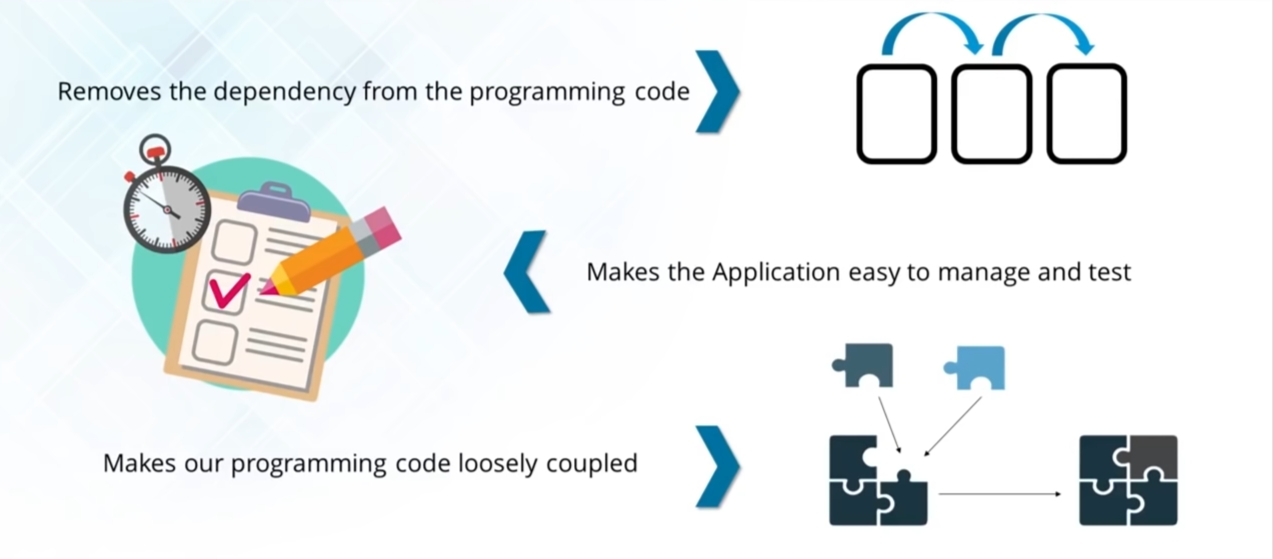 Removes the dependency from the programming code
Makes the Application easy to manage and test
Makes our programming code loosely coupled